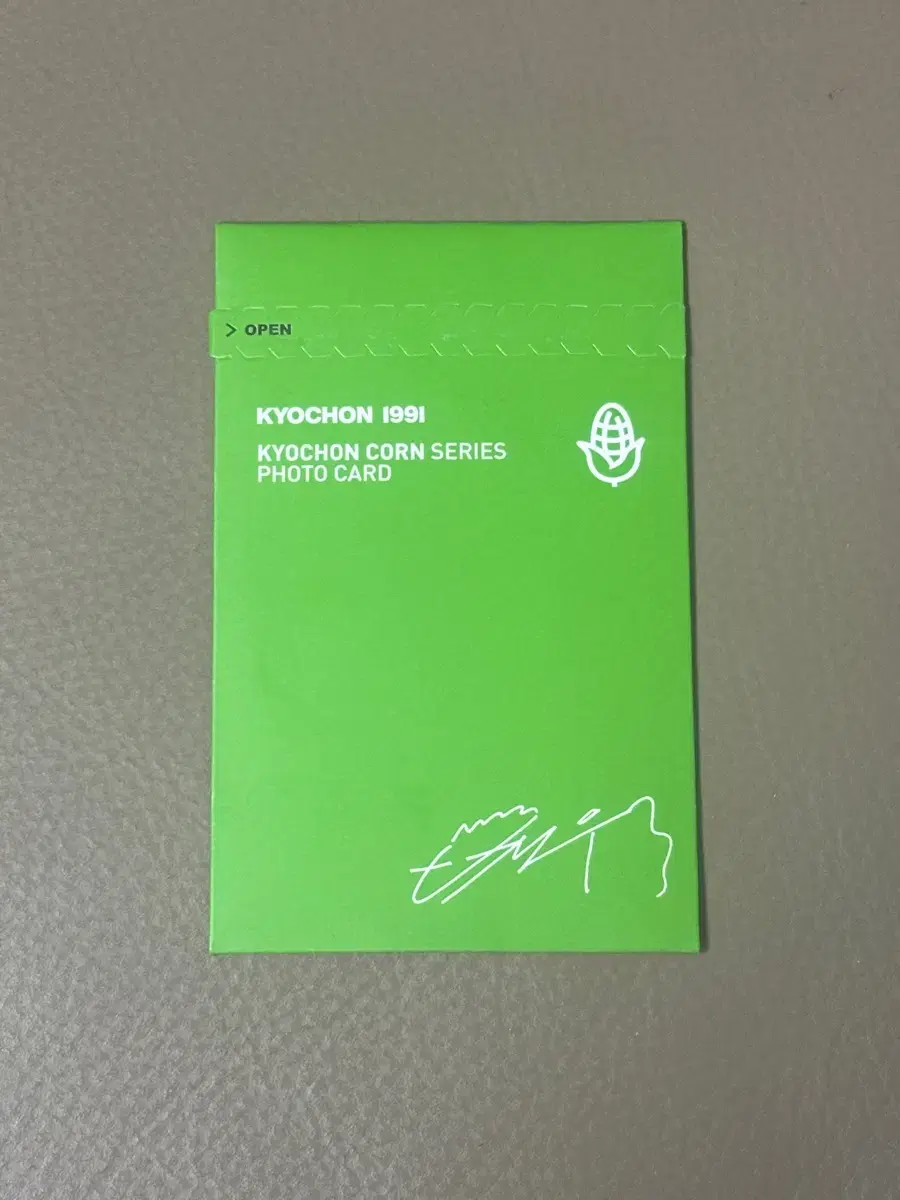 > OPEN
KYOCHON 1991
KYOCHON CORN SERIES
PHOTO CARD